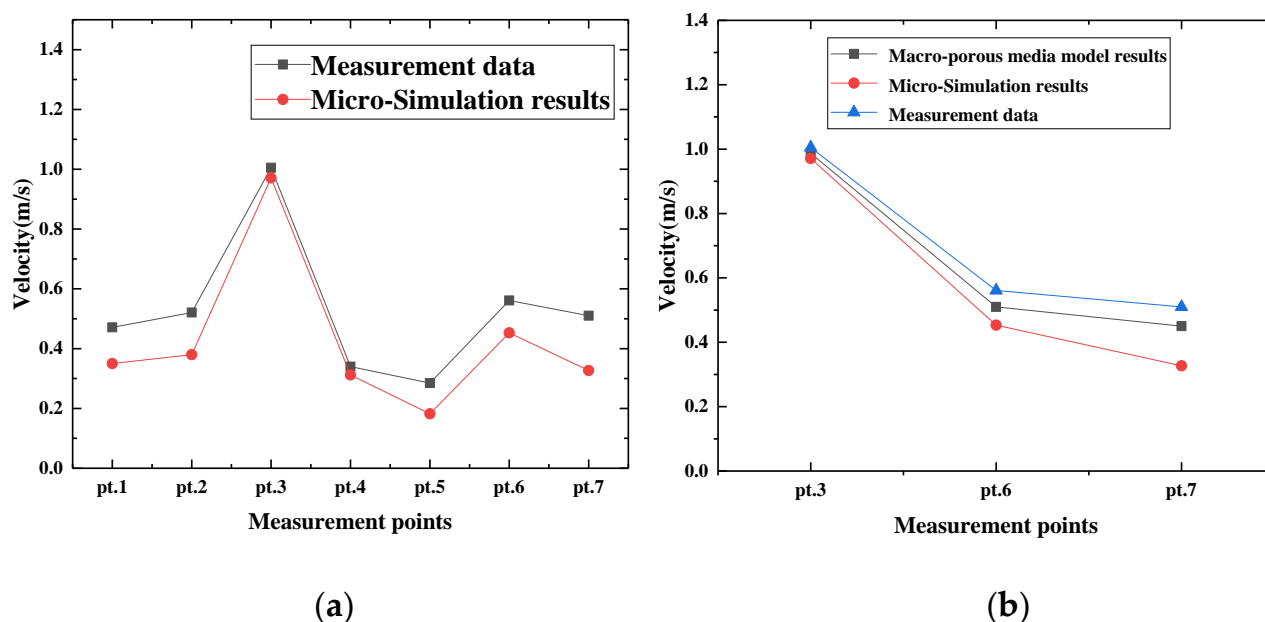 1.4
1.2
1.0
0.8
0.6
0.4
0.2
0.0
Velocity(m/s)
Measurement data
Micro-Simulation results
pt.1 pt.2 pt.3 pt.4 pt.5 pt.6 pt.7
Measurement points
(a)
1.4
1.2
1.0
0.8
0.6
0.4
0.2
0.0
Velocity(m/s)
Macro-porous media model results
Micro-Simulation results
Measurement data
pt.3 pt.6 pt.7
Measurement points
(b)